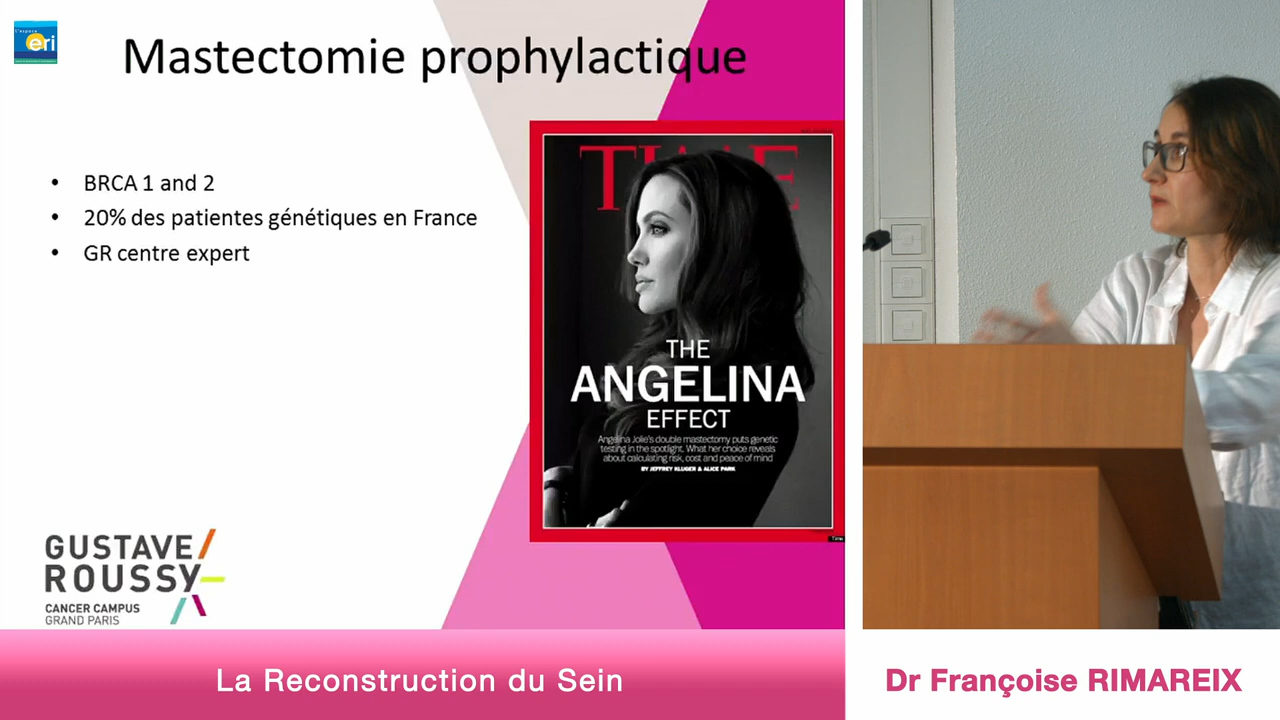 L'espace
eri
Mastectomie prophylactique
• BRCA 1 and 2
• 20% des patientes génétiques en France
• GR centre expert
TIME
THE
ANGELINA
EFFECT
Angelina Jolie's double mastectomy puts genetic
testing in the spotlight. What her choice reveals
about calculating risk, cost and peace of mind
BY JEFFREY KLUGER & ALICE PARK
Time
GUSTAVE
ROUSSY
CANCER CAMPUS
GRAND PARIS
La Reconstruction du Sein
Dr Françoise RIMAREIX